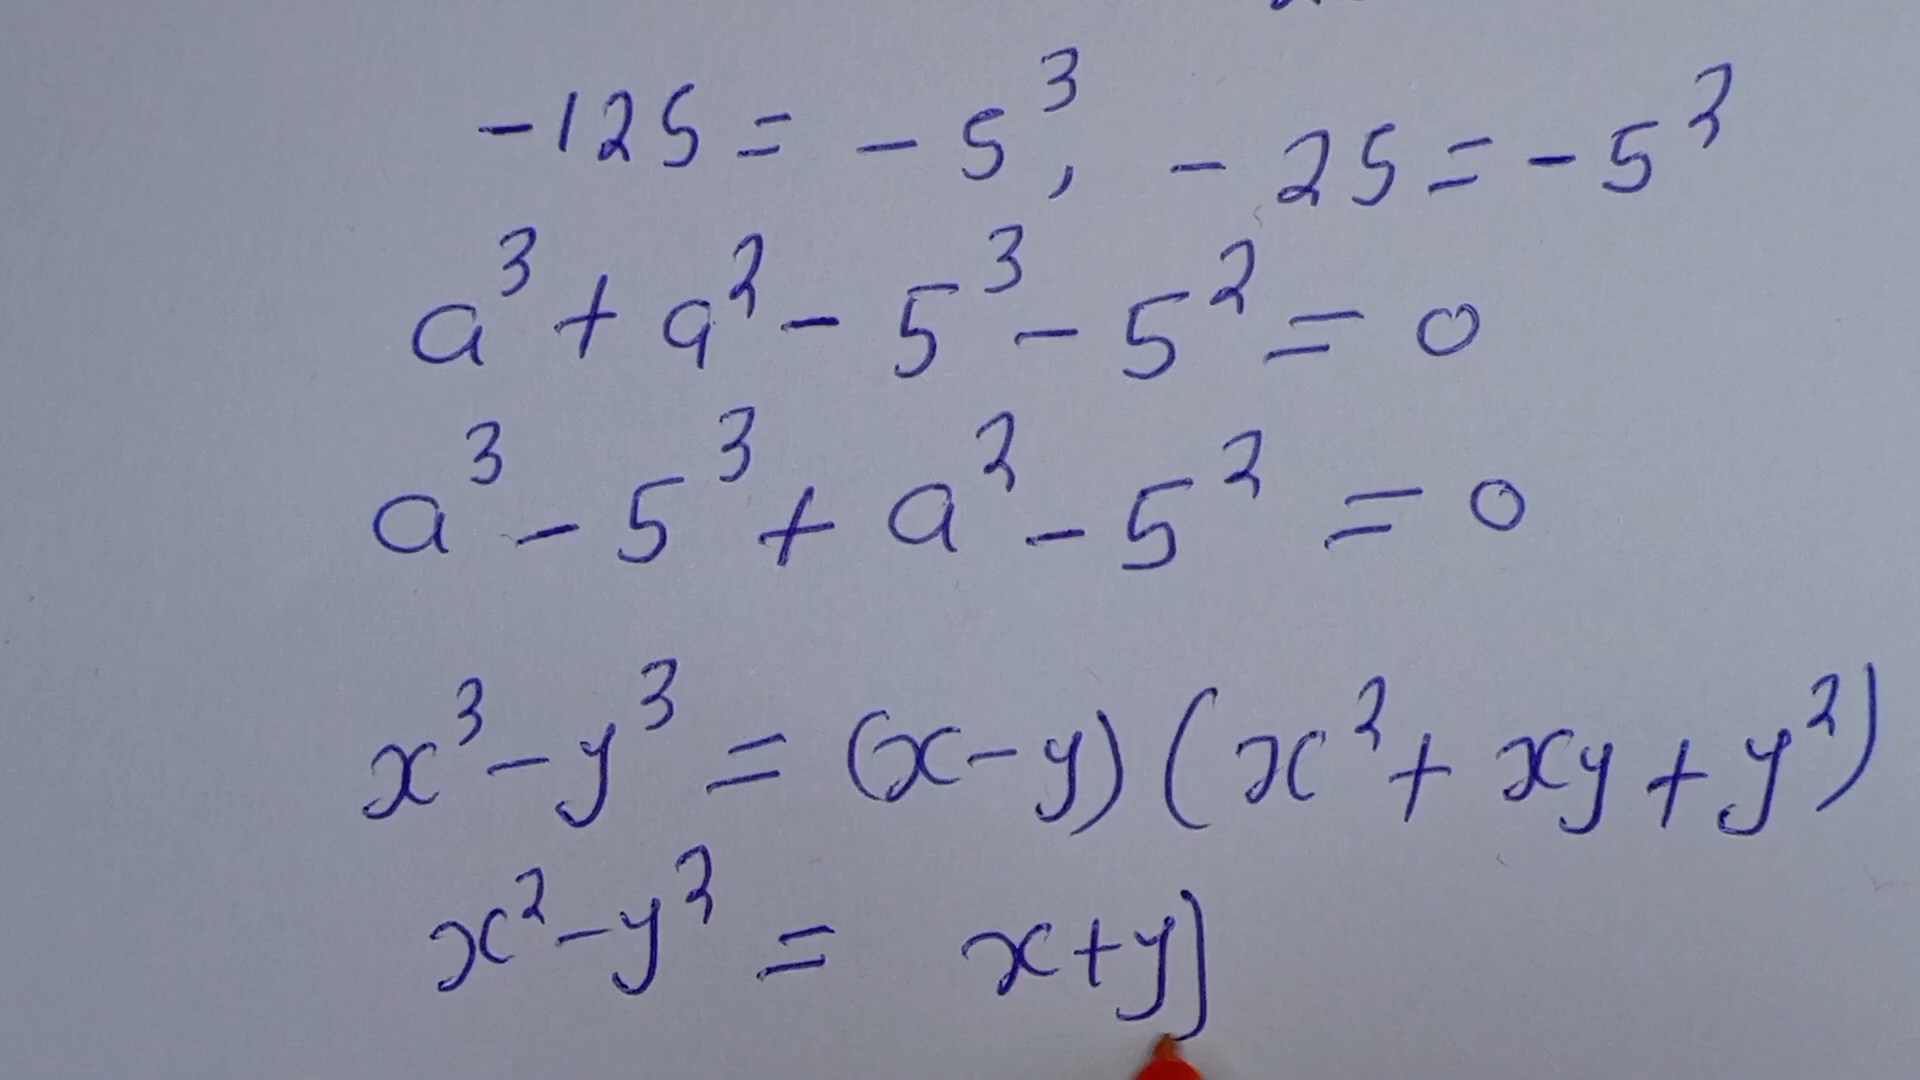 -125 = -5³, -25 = -5²
a³ + a² - 5³ - 5² = 0
a³ - 5³ + a² - 5² = 0
x³ - y³ = (x - y)(x² + xy + y²)
x² - y² = x + y)